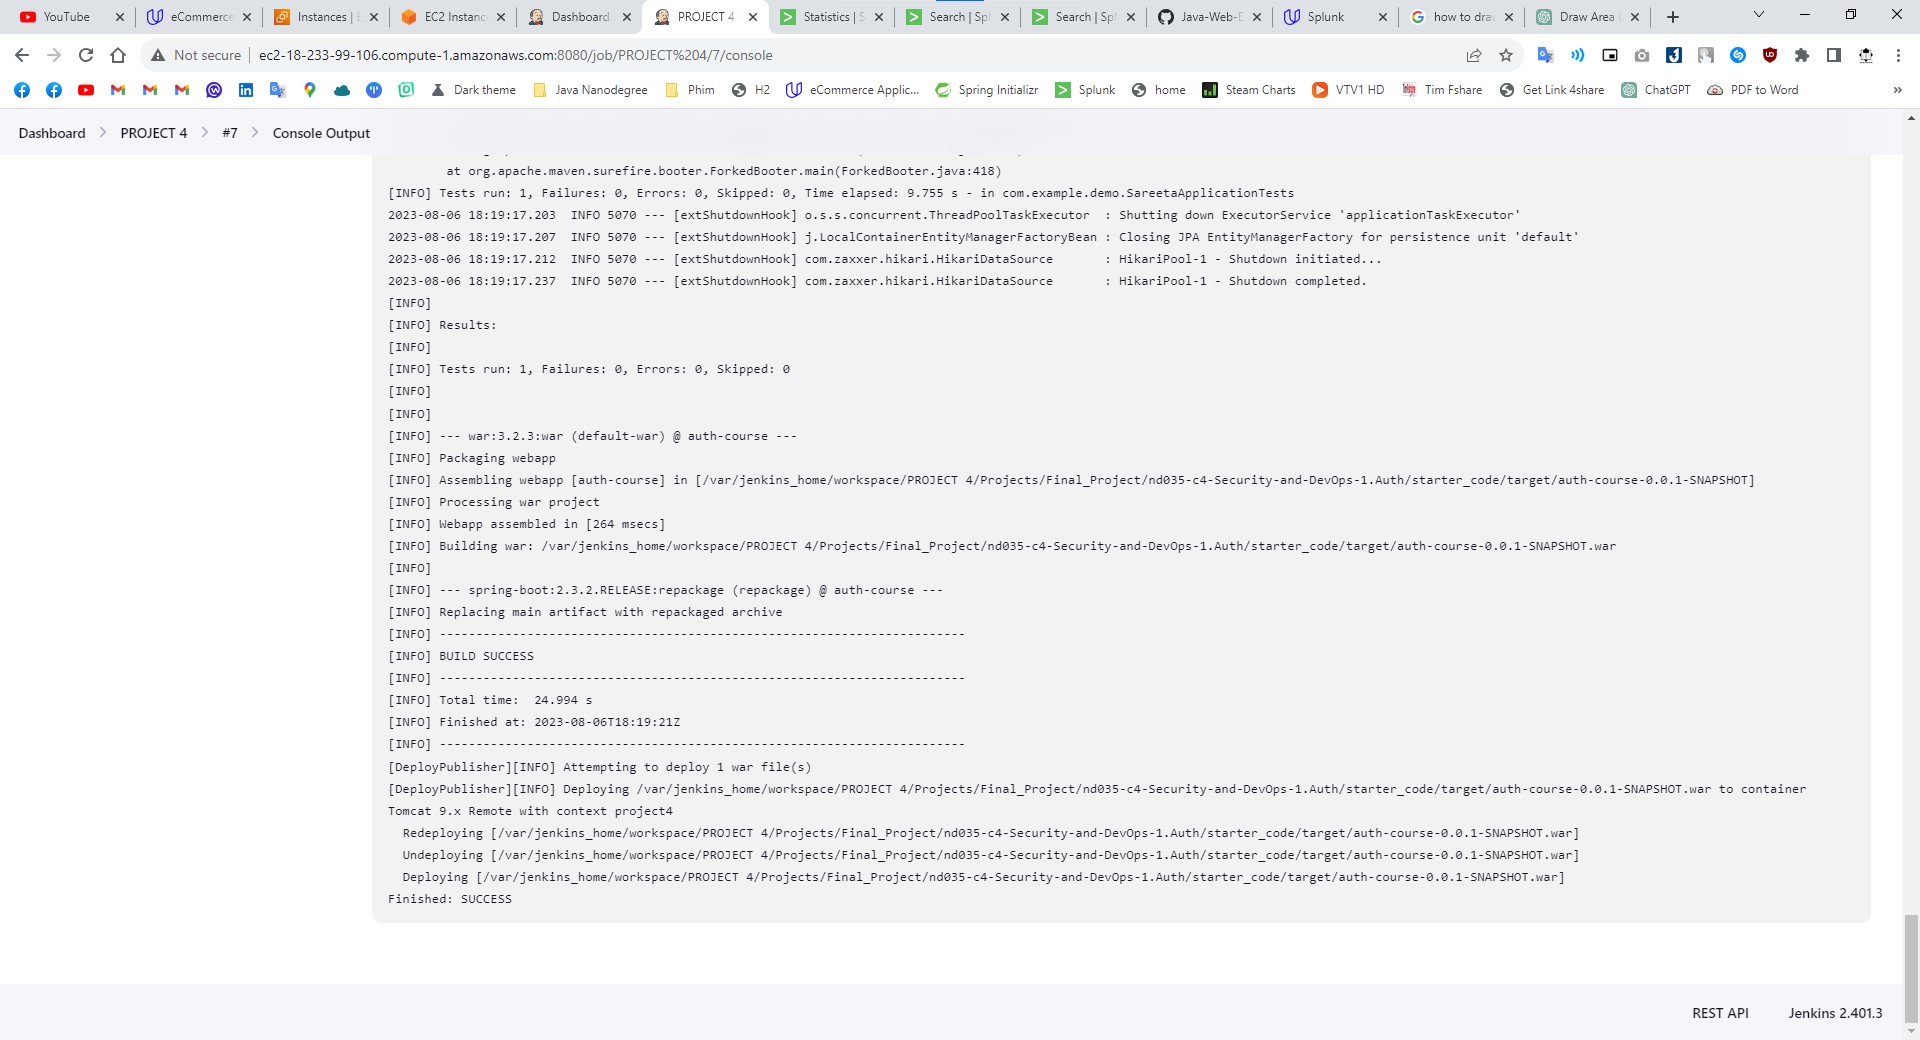 YouTube
eCommerce
Instances | E
EC2 Instanc
Dashboard
PROJECT 4
Statistics | S
Search | Spl
Search | Spl
Java-Web-D
Splunk
how to draw
Draw Area C
Not secure
ec2-18-233-99-106.compute-1.amazonaws.com:8080/job/PROJECT%204/7/console
Dark theme
Java Nanodegree
Phim
H2
eCommerce Applic...
Spring Initializr
Splunk
home
Steam Charts
VTV1 HD
Tim Fshare
Get Link 4share
ChatGPT
PDF to Word
Dashboard > PROJECT 4 > #7 > Console Output
at org.apache.maven.surefire.booter.ForkedBooter.main(ForkedBooter.java:418)
[INFO] Tests run: 1, Failures: 0, Errors: 0, Skipped: 0, Time elapsed: 9.755 s - in com.example.demo.SareetaApplicationTests
2023-08-06 18:19:17.203  INFO 5070 --- [extShutdownHook] o.s.s.concurrent.ThreadPoolTaskExecutor  : Shutting down ExecutorService 'applicationTaskExecutor'
2023-08-06 18:19:17.207  INFO 5070 --- [extShutdownHook] j.LocalContainerEntityManagerFactoryBean : Closing JPA EntityManagerFactory for persistence unit 'default'
2023-08-06 18:19:17.212  INFO 5070 --- [extShutdownHook] com.zaxxer.hikari.HikariDataSource       : HikariPool-1 - Shutdown initiated...
2023-08-06 18:19:17.237  INFO 5070 --- [extShutdownHook] com.zaxxer.hikari.HikariDataSource       : HikariPool-1 - Shutdown completed.
[INFO]
[INFO] Results:
[INFO]
[INFO] Tests run: 1, Failures: 0, Errors: 0, Skipped: 0
[INFO]
[INFO]
[INFO] --- war:3.2.3:war (default-war) @ auth-course ---
[INFO] Packaging webapp
[INFO] Assembling webapp [auth-course] in [/var/jenkins_home/workspace/PROJECT 4/Projects/Final_Project/nd035-c4-Security-and-DevOps-1.Auth/starter_code/target/auth-course-0.0.1-SNAPSHOT]
[INFO] Processing war project
[INFO] Webapp assembled in [264 msecs]
[INFO] Building war: /var/jenkins_home/workspace/PROJECT 4/Projects/Final_Project/nd035-c4-Security-and-DevOps-1.Auth/starter_code/target/auth-course-0.0.1-SNAPSHOT.war
[INFO]
[INFO] --- spring-boot:2.3.2.RELEASE:repackage (repackage) @ auth-course ---
[INFO] Replacing main artifact with repackaged archive
[INFO] ------------------------------------------------------------------------
[INFO] BUILD SUCCESS
[INFO] ------------------------------------------------------------------------
[INFO] Total time:  24.994 s
[INFO] Finished at: 2023-08-06T18:19:21Z
[INFO] ------------------------------------------------------------------------
[DeployPublisher][INFO] Attempting to deploy 1 war file(s)
[DeployPublisher][INFO] Deploying /var/jenkins_home/workspace/PROJECT 4/Projects/Final_Project/nd035-c4-Security-and-DevOps-1.Auth/starter_code/target/auth-course-0.0.1-SNAPSHOT.war to container
Tomcat 9.x Remote with context project4
Redeploying [/var/jenkins_home/workspace/PROJECT 4/Projects/Final_Project/nd035-c4-Security-and-DevOps-1.Auth/starter_code/target/auth-course-0.0.1-SNAPSHOT.war]
Undeploying [/var/jenkins_home/workspace/PROJECT 4/Projects/Final_Project/nd035-c4-Security-and-DevOps-1.Auth/starter_code/target/auth-course-0.0.1-SNAPSHOT.war]
Deploying [/var/jenkins_home/workspace/PROJECT 4/Projects/Final_Project/nd035-c4-Security-and-DevOps-1.Auth/starter_code/target/auth-course-0.0.1-SNAPSHOT.war]
Finished: SUCCESS
REST API
Jenkins 2.401.3